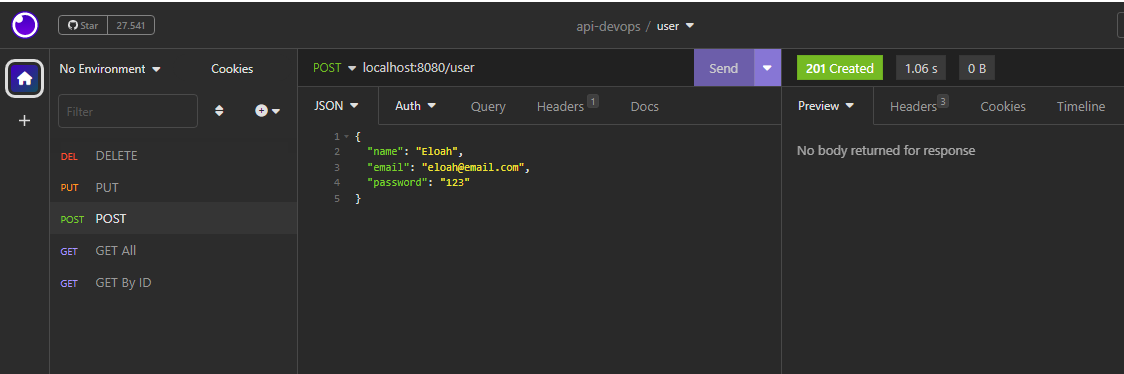 Star 27.541
api-devops / user
No Environment Cookies
Filter
DEL DELETE
PUT PUT
POST POST
GET GET All
GET GET By ID
POST localhost:8080/user Send
JSON Auth Query Headers 1 Docs
1 {
2 "name": "Eloah",
3 "email": "eloah@email.com",
4 "password": "123"
5 }
201 Created 1.06 s 0 B
Preview Headers 3 Cookies Timeline
No body returned for response